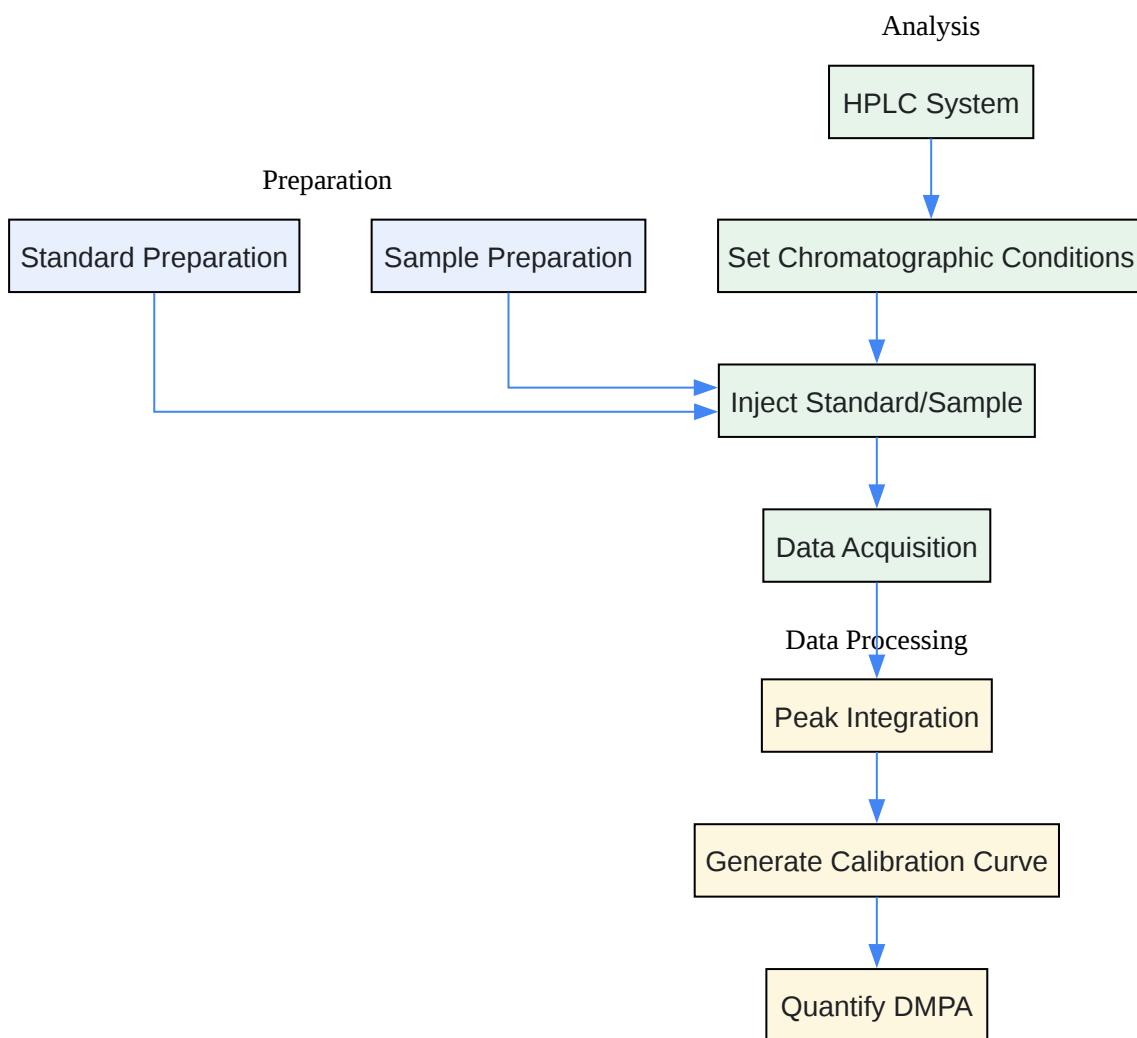 Analysis
HPLC System
Preparation
Standard Preparation
Sample Preparation
Set Chromatographic Conditions
Inject Standard/Sample
Data Acquisition
Data Processing
Peak Integration
Generate Calibration Curve
Quantify DMPA